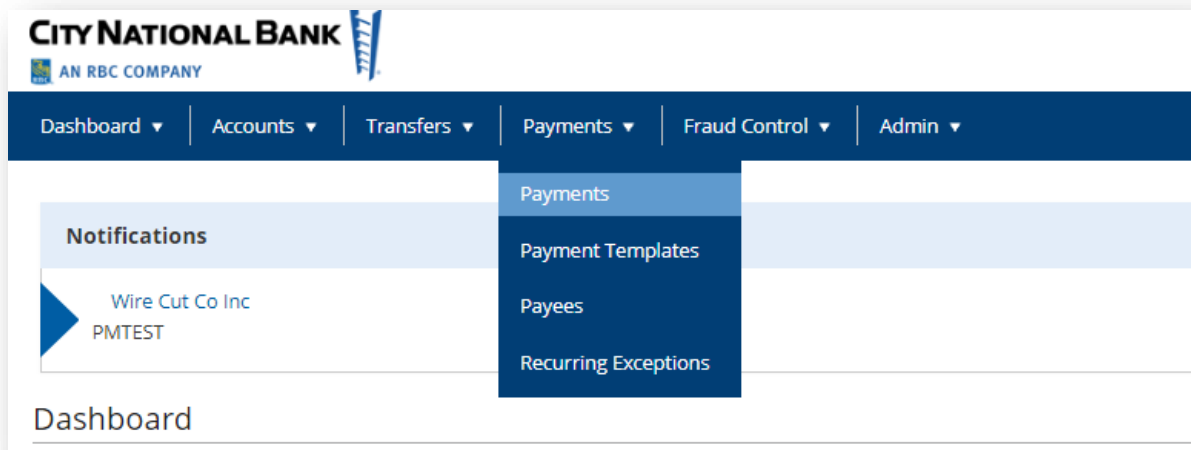 CITY NATIONAL BANK
RBC
AN RBC COMPANY
Dashboard ▼ Accounts ▼ Transfers ▼ Payments ▼ Fraud Control ▼ Admin ▼
Payments
Notifications
Payment Templates
Wire Cut Co Inc
Payees
PMTEST
Recurring Exceptions
Dashboard